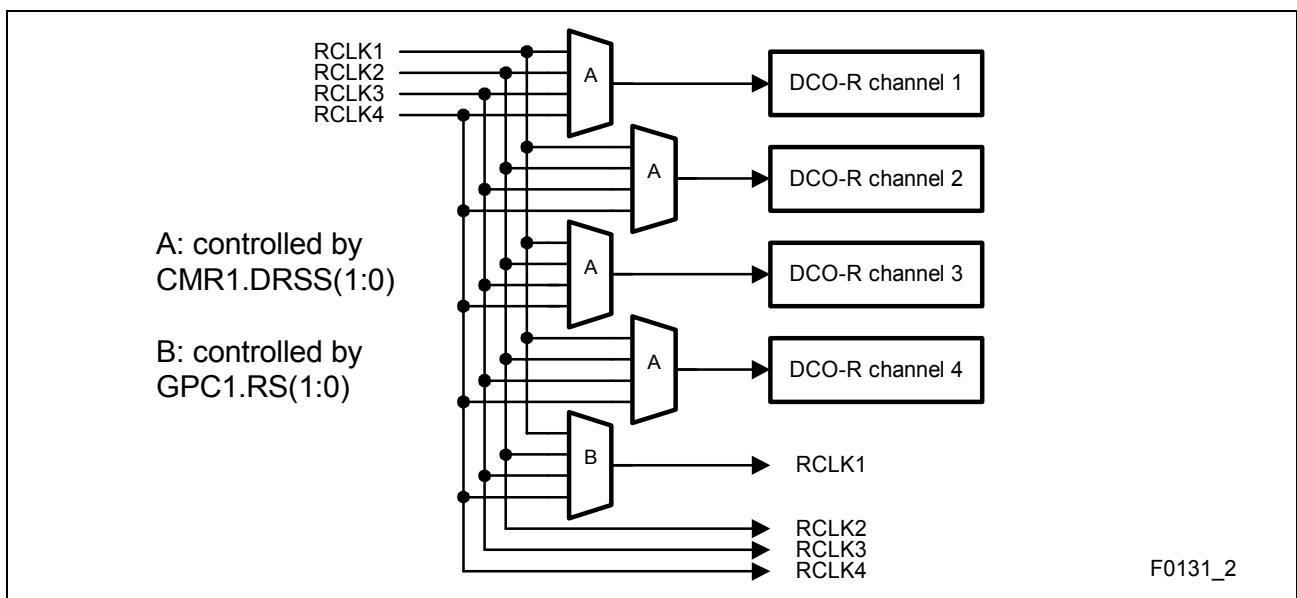 RCLK1
RCLK2
RCLK3
RCLK4
A
DCO-R channel 1
A
DCO-R channel 2
A: controlled by
CMR1.DRSS(1:0)
A
DCO-R channel 3
B: controlled by
GPC1.RS(1:0)
A
DCO-R channel 4
B
RCLK1
RCLK2
RCLK3
RCLK4
F0131_2